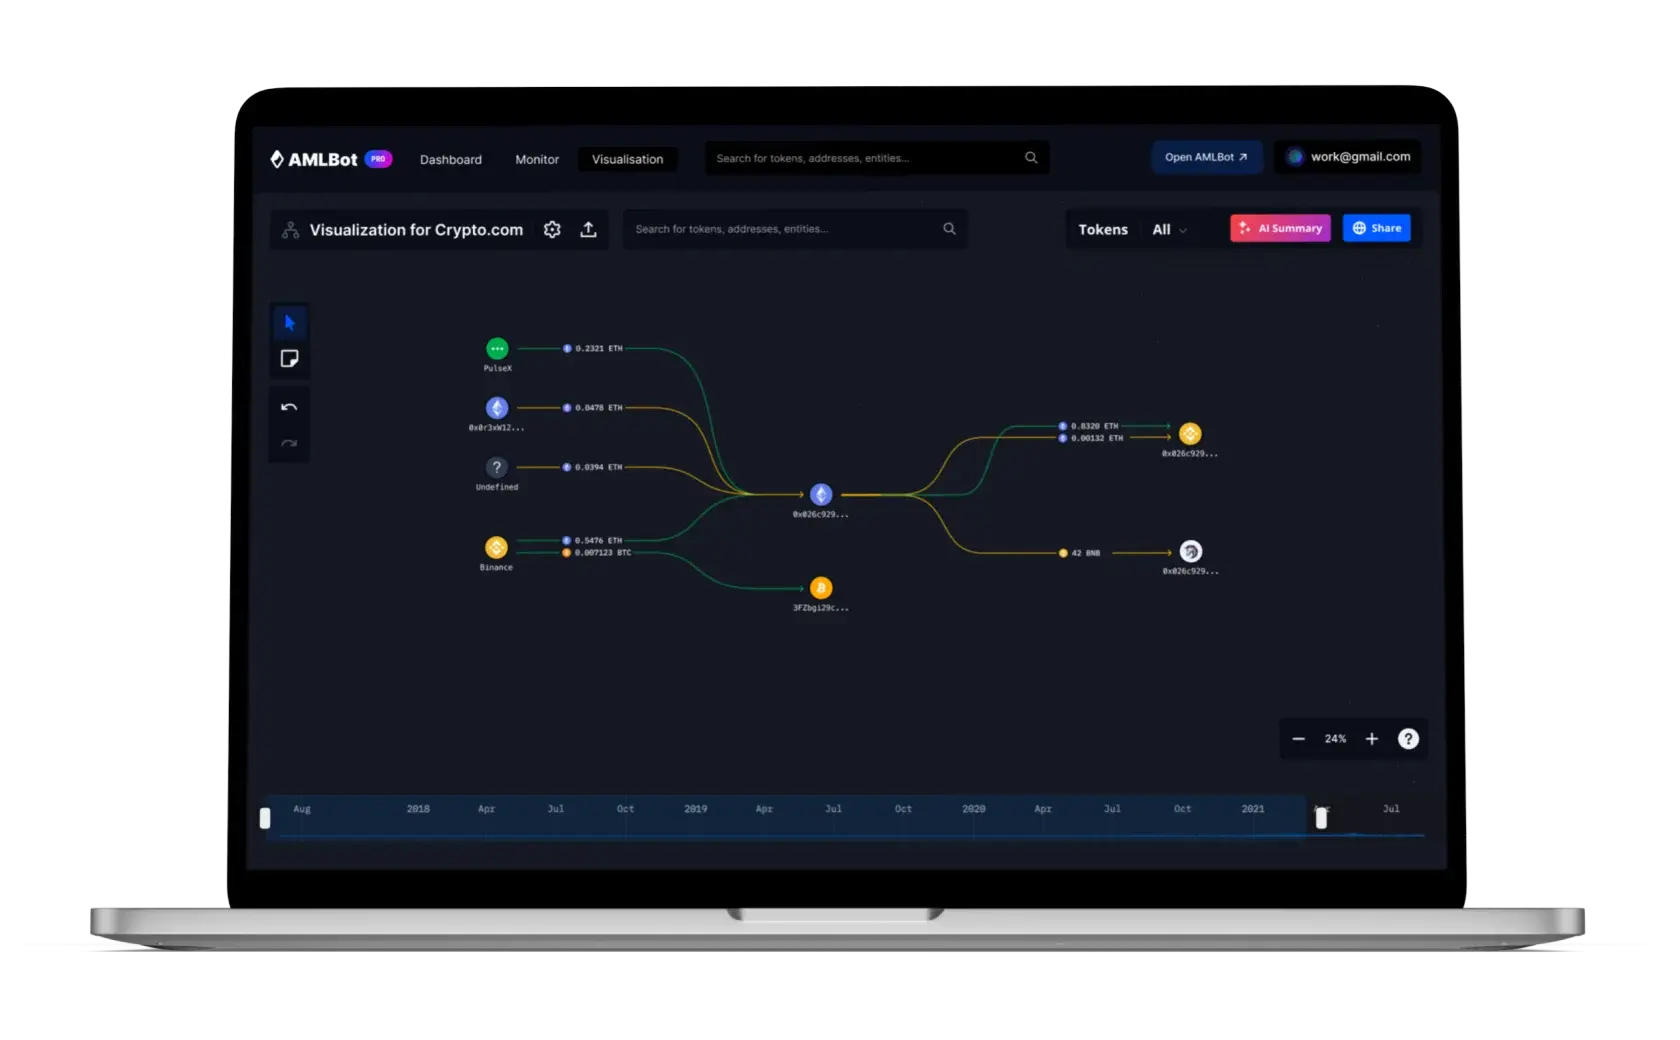 AMLBot PRO Dashboard Monitor Visualisation Search for tokens, addresses, entities... Open AMLBot work@gmail.com
Visualization for Crypto.com Search for tokens, addresses, entities... Tokens All AI Summary Share
0.2321 ETH
PulseX
0.0478 ETH
0x0r3xW12...
0.0394 ETH
? Undefined
0.5476 ETH
0.007123 BTC
Binance
0x026c929...
3FZbgi29c...
0.8320 ETH
0.00132 ETH
0x026c929...
42 BNB
0x026c929...
24% ?
Aug 2018 Apr Jul Oct 2019 Apr Jul Oct 2020 Apr Jul Oct 2021 Jul